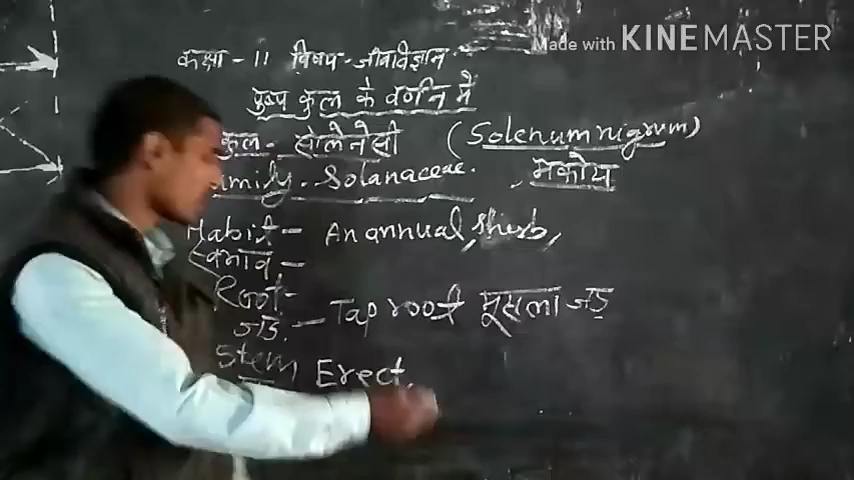 Made with KINEMASTER
कक्षा - 11 विषय - जीवविज्ञान
पुष्प कुल के वर्णन में
कुल - सोलेनेसी (Solenum nigrum)
amily - Solanaceae. , मकोय
Habit - An annual, sherb,
स्वभाव -
Root -
जड़. - Tap root मूसला जड़
Stem Erect,